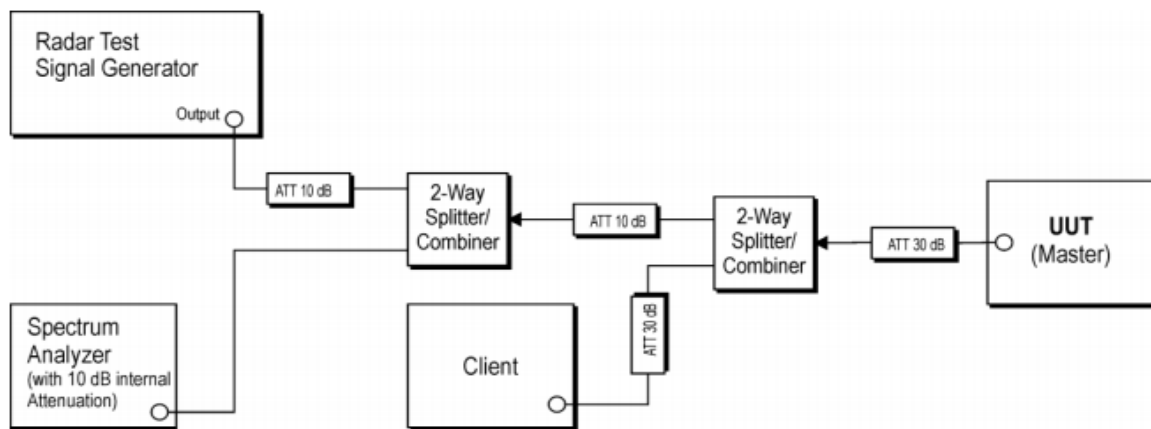 Radar Test
Signal Generator
Output
ATT 10 dB
2-Way
Splitter/
Combiner
ATT 10 dB
2-Way
Splitter/
Combiner
ATT 30 dB
UUT
(Master)
Spectrum
Analyzer
(with 10 dB internal
Attenuation)
Client
ATT 30 dB